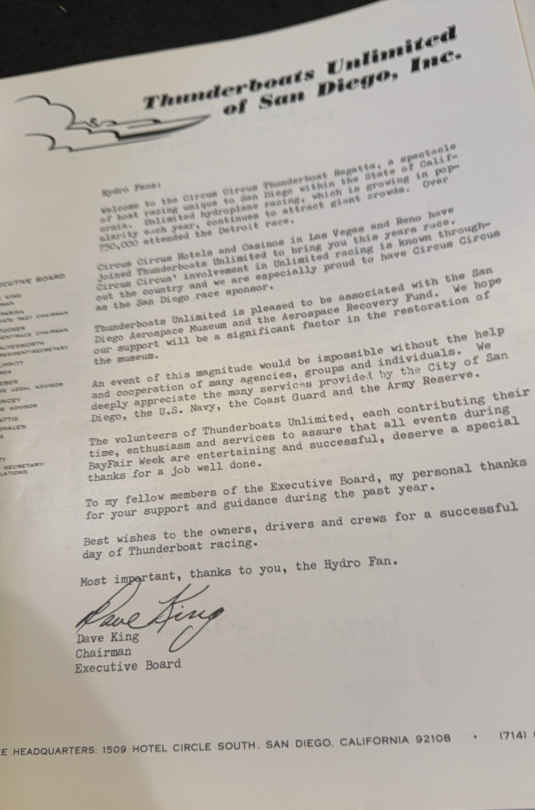 Thunderboats Unlimited
of San Diego, Inc.
Hydro Fans:
Welcome to the Circus Circus Thunderboat Regatta, a spectacle
of boat racing unique to San Diego within the State of Calif-
ornia. Unlimited hydroplane racing, which is growing in pop-
ularity each year, continues to attract giant crowds. Over
750,000 attended the Detroit race.
Circus Circus Hotels and Casinos in Las Vegas and Reno have
joined Thunderboats Unlimited to bring you this years race.
Circus Circus' involvement in Unlimited racing is known through-
out the country and we are especially proud to have Circus Circus
as the San Diego race sponsor.
Thunderboats Unlimited is pleased to be associated with the San
Diego Aerospace Museum and the Aerospace Recovery Fund. We hope
our support will be a significant factor in the restoration of
the museum.
An event of this magnitude would be impossible without the help
and cooperation of many agencies, groups and individuals. We
deeply appreciate the many services provided by the City of San
Diego, the U.S. Navy, the Coast Guard and the Army Reserve.
The volunteers of Thunderboats Unlimited, each contributing their
time, enthusiasm and services to assure that all events during
BayFair Week are entertaining and successful, deserve a special
thanks for a job well done.
To my fellow members of the Executive Board, my personal thanks
for your support and guidance during the past year.
Best wishes to the owners, drivers and crews for a successful
day of Thunderboat racing.
Most important, thanks to you, the Hydro Fan.
Dave King
Dave King
Chairman
Executive Board
BOARD
KING
CHAIRMAN
SECRETARY
LEGAL ADVISOR
ADVISOR
SECRETARY
HEADQUARTERS: 1509 HOTEL CIRCLE SOUTH, SAN DIEGO, CALIFORNIA 92108 • (714)